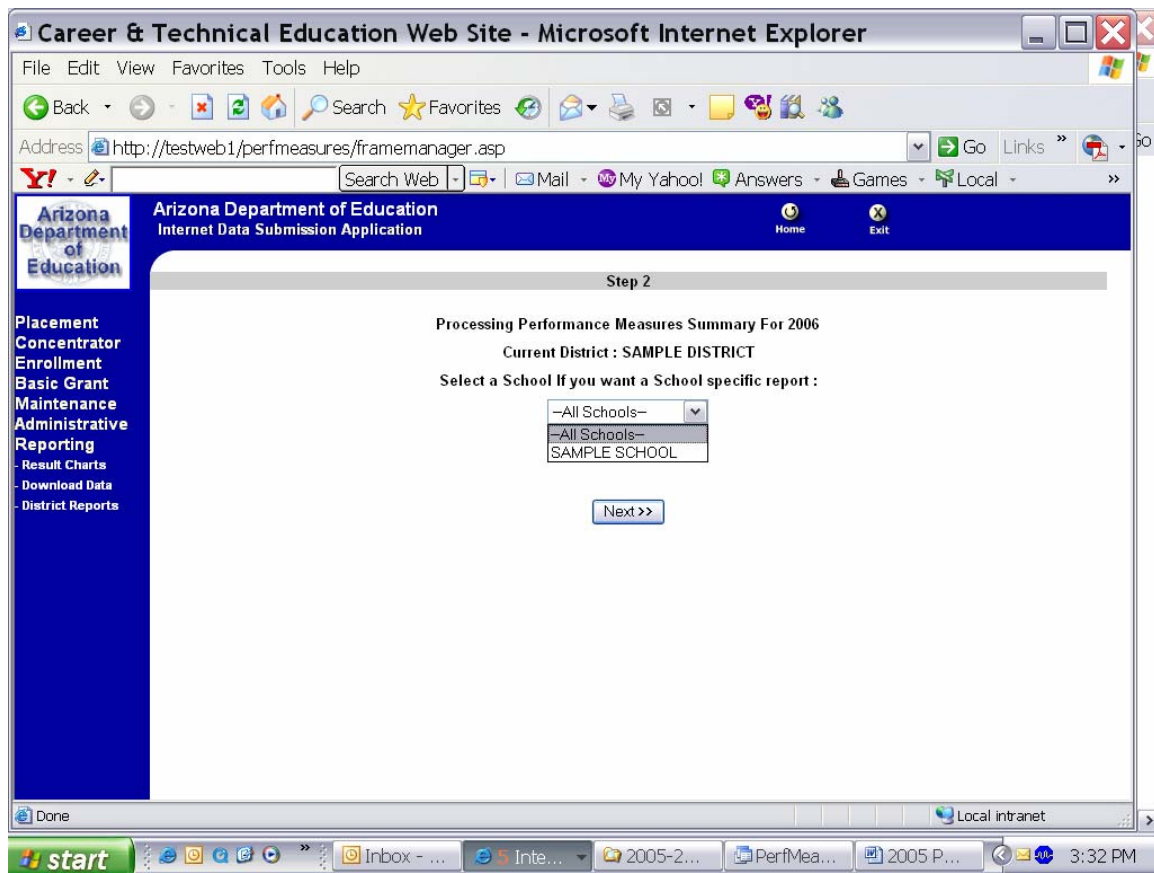 Career & Technical Education Web Site - Microsoft Internet Explorer
File Edit View Favorites Tools Help
Back Search Favorites
Address http://testweb1/perfmeasures/framemanager.asp Go Links »
Y! Search Web Mail My Yahoo! Answers Games Local »
Arizona
Department
of
Education
Arizona Department of Education
Internet Data Submission Application
Home Exit
Step 2
Placement
Concentrator
Enrollment
Basic Grant
Maintenance
Administrative
Reporting
- Result Charts
- Download Data
- District Reports
Processing Performance Measures Summary For 2006
Current District : SAMPLE DISTRICT
Select a School If you want a School specific report :
--All Schools--
--All Schools--
SAMPLE SCHOOL
Next >>
Done Local intranet
start » Inbox - ... 5 Inte... 2005-2... PerfMea... 2005 P... 3:32 PM